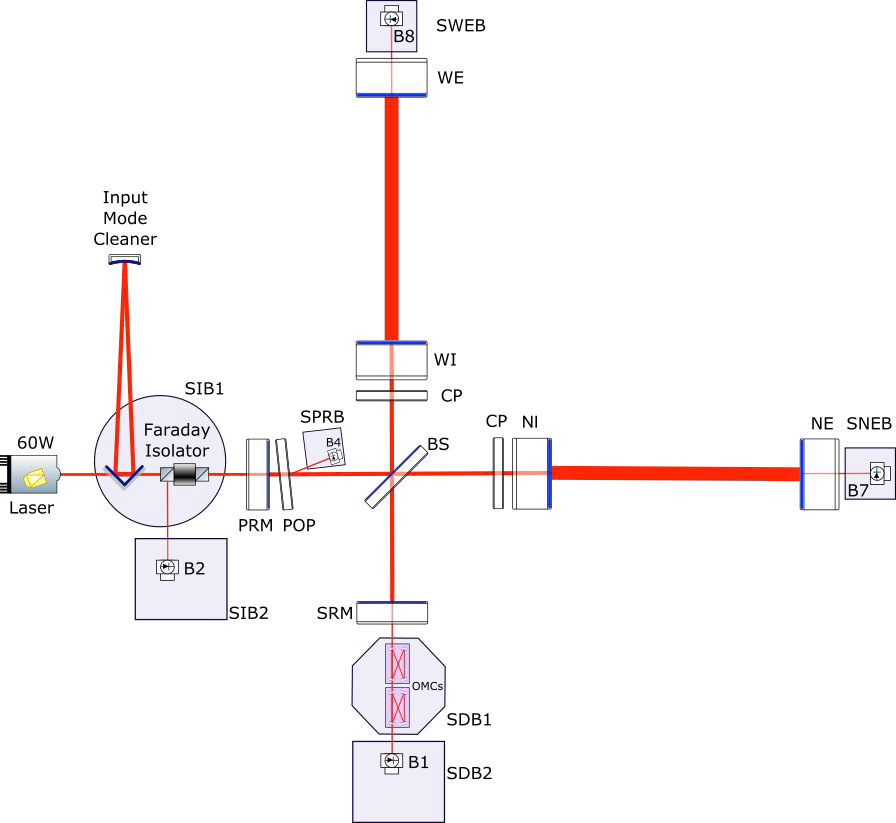 SWEB
B8
WE
Input
Mode
Cleaner
WI
SIB1
CP
SPRB
CP
NI
NE
SNEB
60W
Faraday
Isolator
B4
BS
B7
Laser
PRM
POP
B2
SIB2
SRM
OMCs
SDB1
B1
SDB2